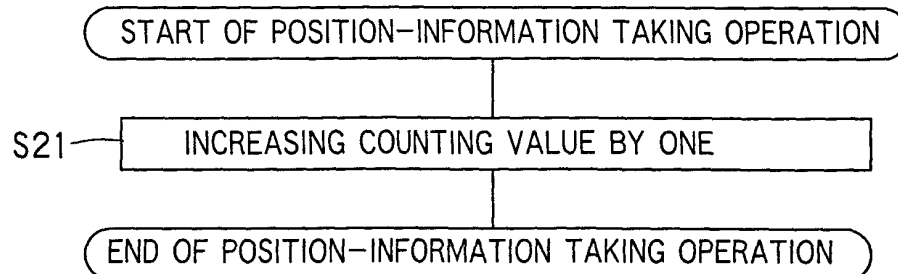 START OF POSITION-INFORMATION TAKING OPERATION
S21 INCREASING COUNTING VALUE BY ONE
END OF POSITION-INFORMATION TAKING OPERATION